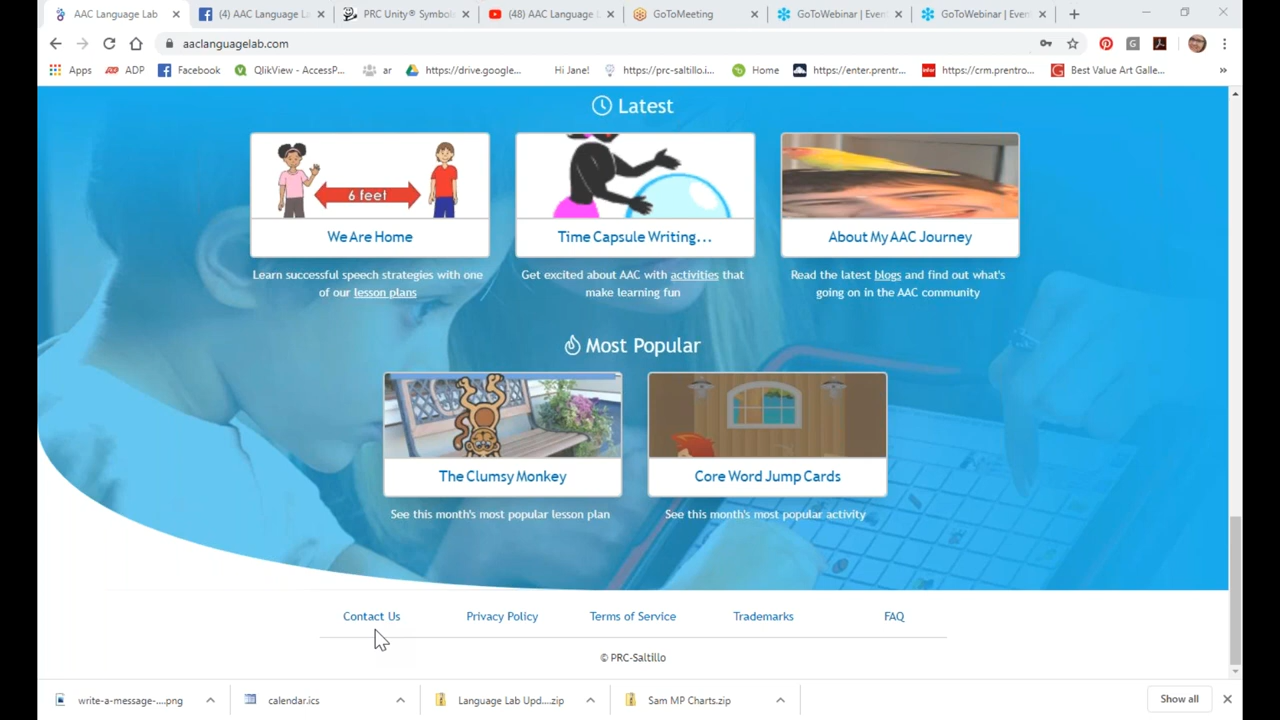 AAC Language Lab
(4) AAC Language L
PRC Unity® Symbol
(48) AAC Language L
GoToMeeting
GoToWebinar | Even
GoToWebinar | Even
aaclanguagelab.com
Apps
ADP
Facebook
QlikView - AccessP...
ar
https://drive.google...
Hi Jane!
https://prc-saltillo.i...
Home
https://enter.prentr...
https://crm.prentro...
Best Value Art Galle...
»
Latest
6 feet
We Are Home
Time Capsule Writing...
About My AAC Journey
Learn successful speech strategies with one
of our lesson plans
Get excited about AAC with activities that
make learning fun
Read the latest blogs and find out what's
going on in the AAC community
Most Popular
The Clumsy Monkey
Core Word Jump Cards
See this month's most popular lesson plan
See this month's most popular activity
Contact Us
Privacy Policy
Terms of Service
Trademarks
FAQ
© PRC-Saltillo
write-a-message-....png
calendar.ics
Language Lab Upd....zip
Sam MP Charts.zip
Show all